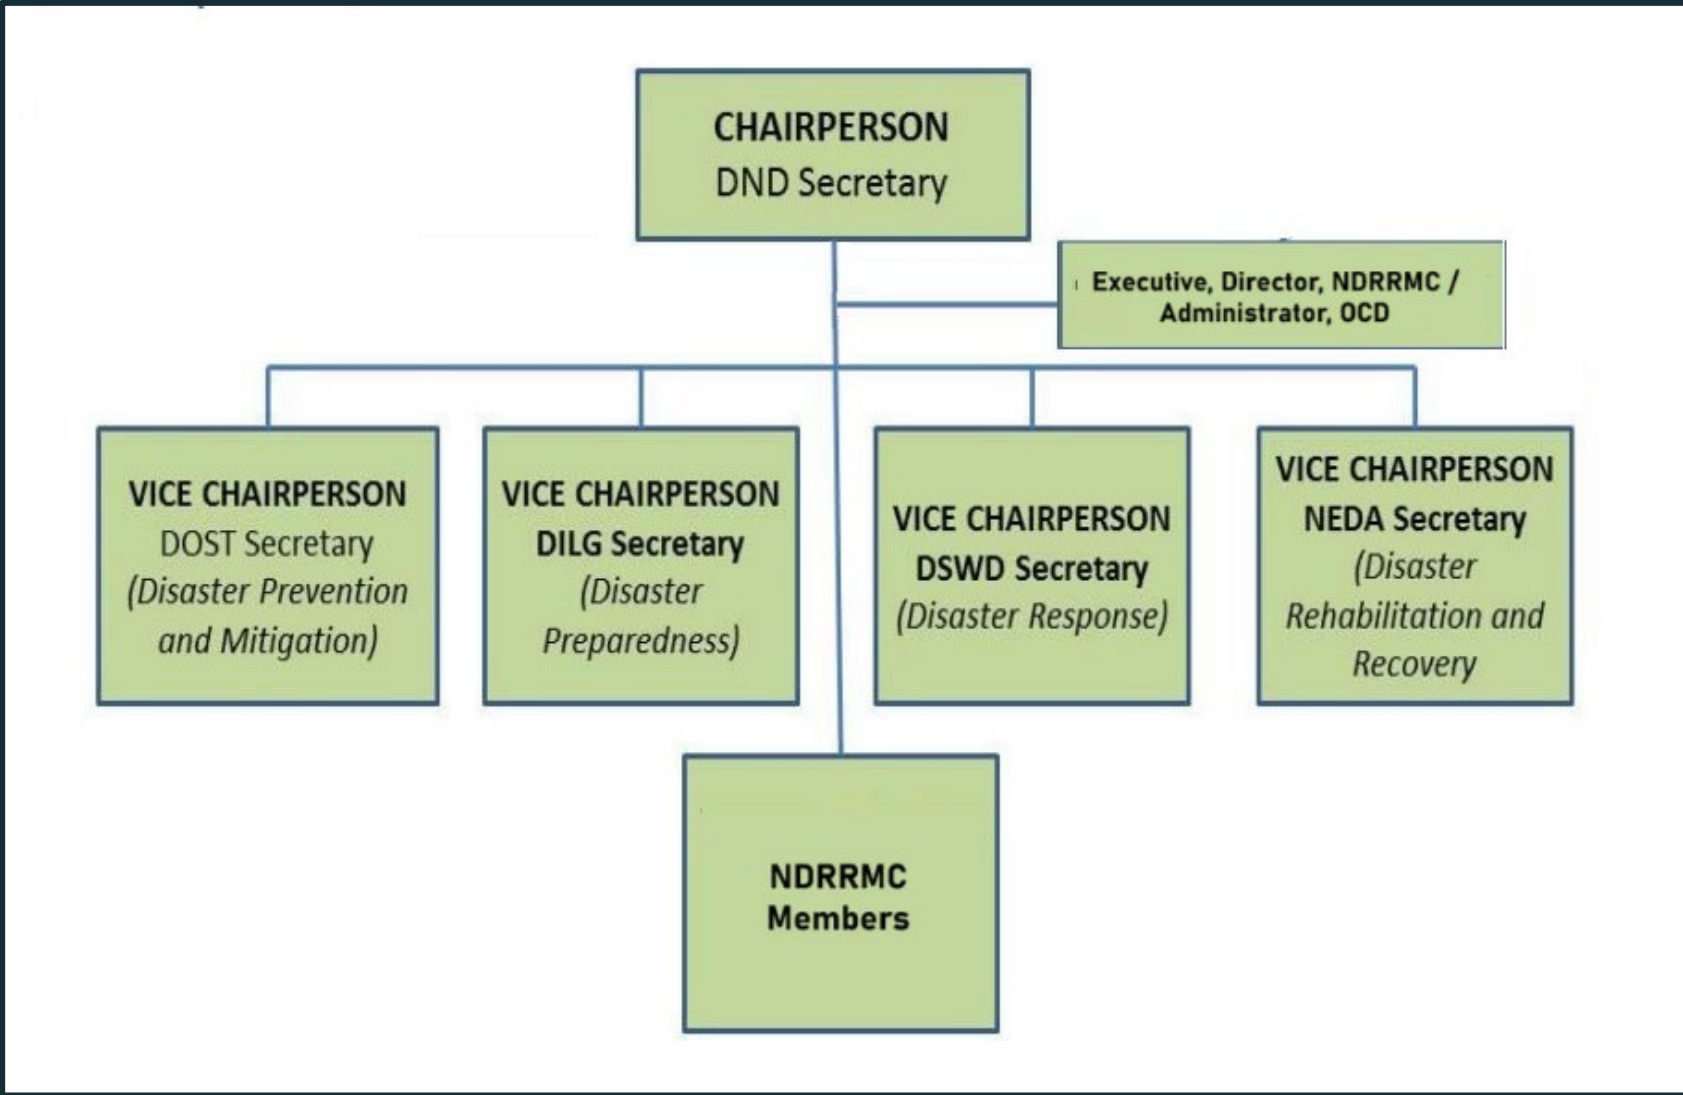 CHAIRPERSON
DND Secretary
Executive, Director, NDRRMC /
Administrator, OCD
VICE CHAIRPERSON
DOST Secretary
(Disaster Prevention
and Mitigation)
VICE CHAIRPERSON
DILG Secretary
(Disaster
Preparedness)
VICE CHAIRPERSON
DSWD Secretary
(Disaster Response)
VICE CHAIRPERSON
NEDA Secretary
(Disaster
Rehabilitation and
Recovery
NDRRMC
Members